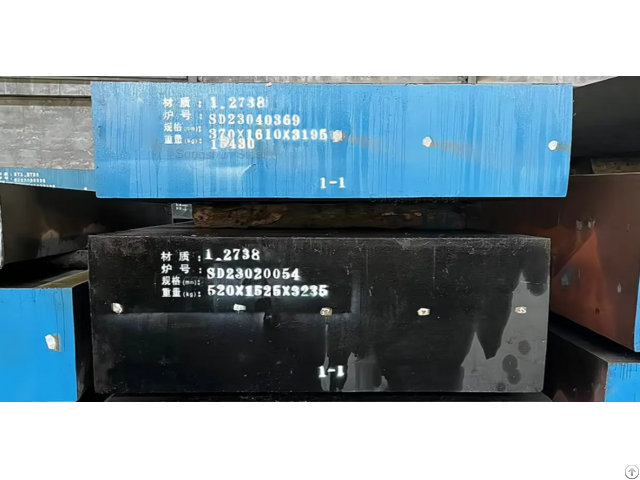 材质: 1.2738
炉号: SD23040369
规格(mm): 370X1610X3195
重量(kg): 15430
1-1
材质: 1.2738
炉号: SD23020054
规格(mm):
重量(kg): 520X1525X3235
1-1